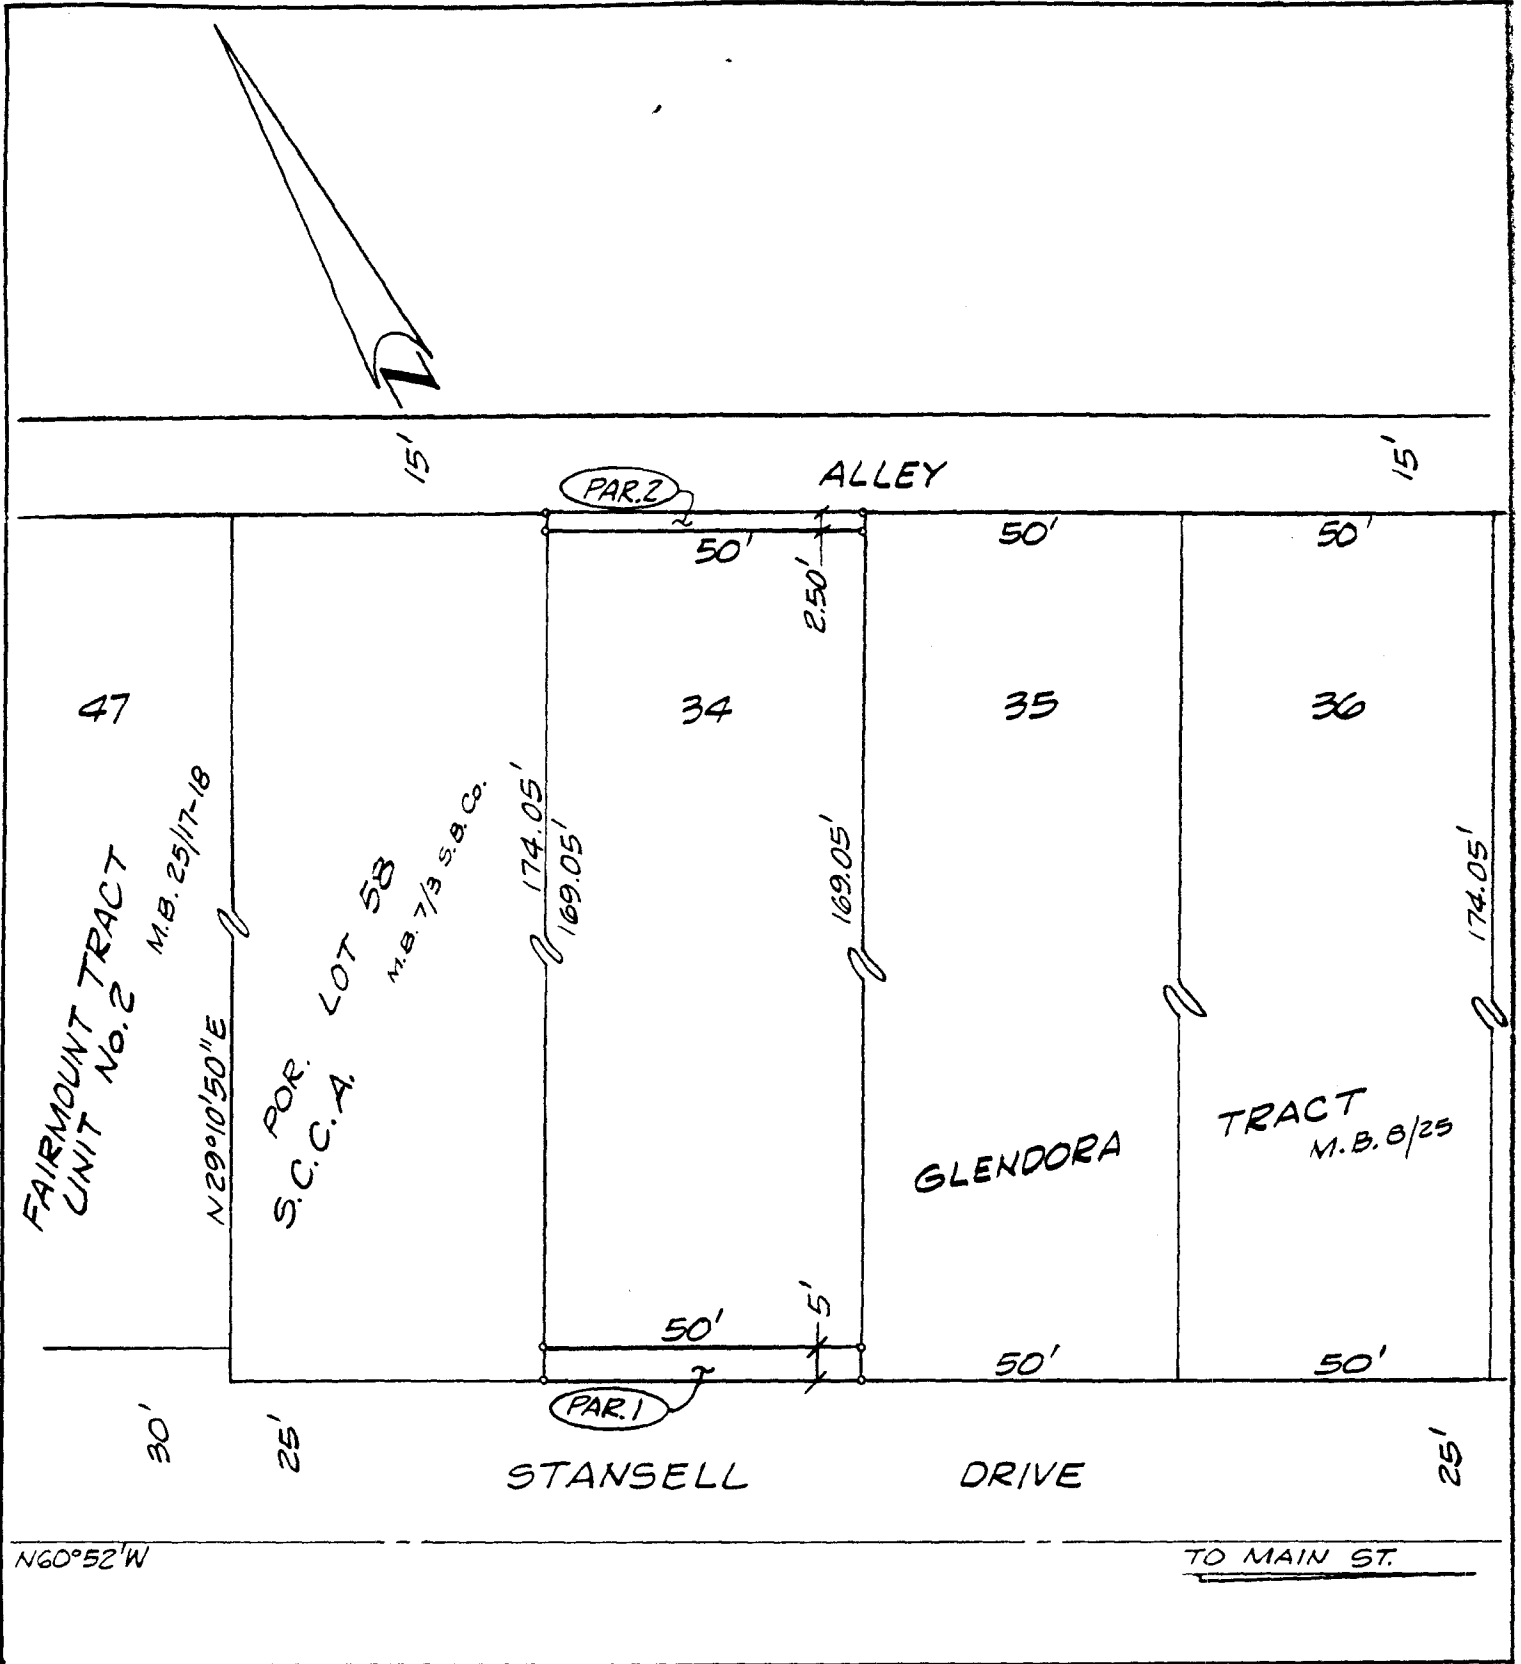 N
15'
15'
ALLEY
PAR.2
50'
50'
50'
2.50'
47
34
35
36
FAIRMOUNT TRACT
UNIT No. 2
M.B. 25/17-18
N29°10'50"E
POR. LOT 58
S.C.C.A.
M.B. 7/3 S.B. Co.
174.05'
169.05'
169.05'
174.05'
GLENDORA TRACT
M.B. 8/25
50'
5'
50'
50'
PAR.1
30'
25'
25'
STANSELL DRIVE
N60°52'W
TO MAIN ST.